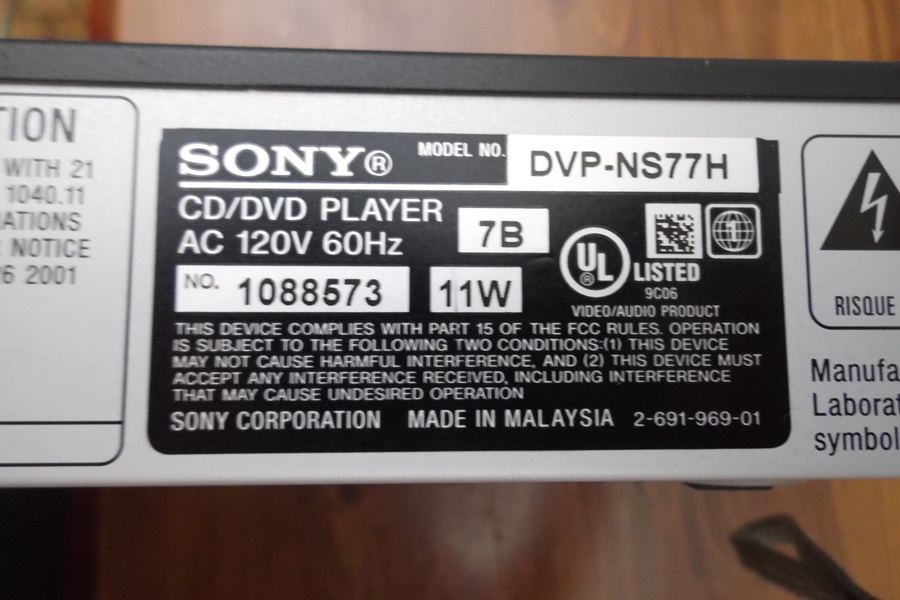 TION
WITH 21
1040.11
ATIONS
NOTICE
26 2001
SONY®
MODEL NO.
DVP-NS77H
CD/DVD PLAYER
AC 120V 60Hz
7B
NO. 1088573
11W
UL® LISTED
1
9C06
VIDEO/AUDIO PRODUCT
THIS DEVICE COMPLIES WITH PART 15 OF THE FCC RULES. OPERATION
IS SUBJECT TO THE FOLLOWING TWO CONDITIONS:(1) THIS DEVICE
MAY NOT CAUSE HARMFUL INTERFERENCE, AND (2) THIS DEVICE MUST
ACCEPT ANY INTERFERENCE RECEIVED, INCLUDING INTERFERENCE
THAT MAY CAUSE UNDESIRED OPERATION
SONY CORPORATION MADE IN MALAYSIA 2-691-969-01
RISQUE
Manufa
Laborat
symbol